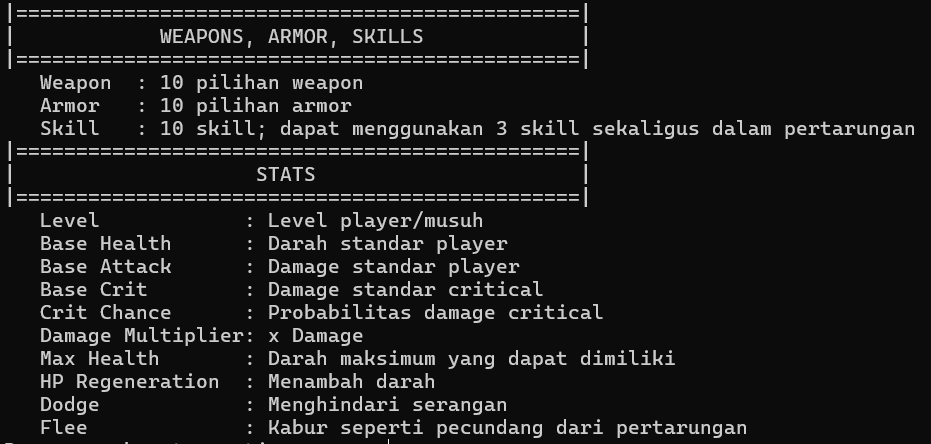 |===============================================|
|            WEAPONS, ARMOR, SKILLS             |
|===============================================|
   Weapon  : 10 pilihan weapon
   Armor   : 10 pilihan armor
   Skill   : 10 skill; dapat menggunakan 3 skill sekaligus dalam pertarungan
|===============================================|
|                    STATS                      |
|===============================================|
   Level            : Level player/musuh
   Base Health      : Darah standar player
   Base Attack      : Damage standar player
   Base Crit        : Damage standar critical
   Crit Chance      : Probabilitas damage critical
   Damage Multiplier: x Damage
   Max Health       : Darah maksimum yang dapat dimiliki
   HP Regeneration  : Menambah darah
   Dodge            : Menghindari serangan
   Flee             : Kabur seperti pecundang dari pertarungan